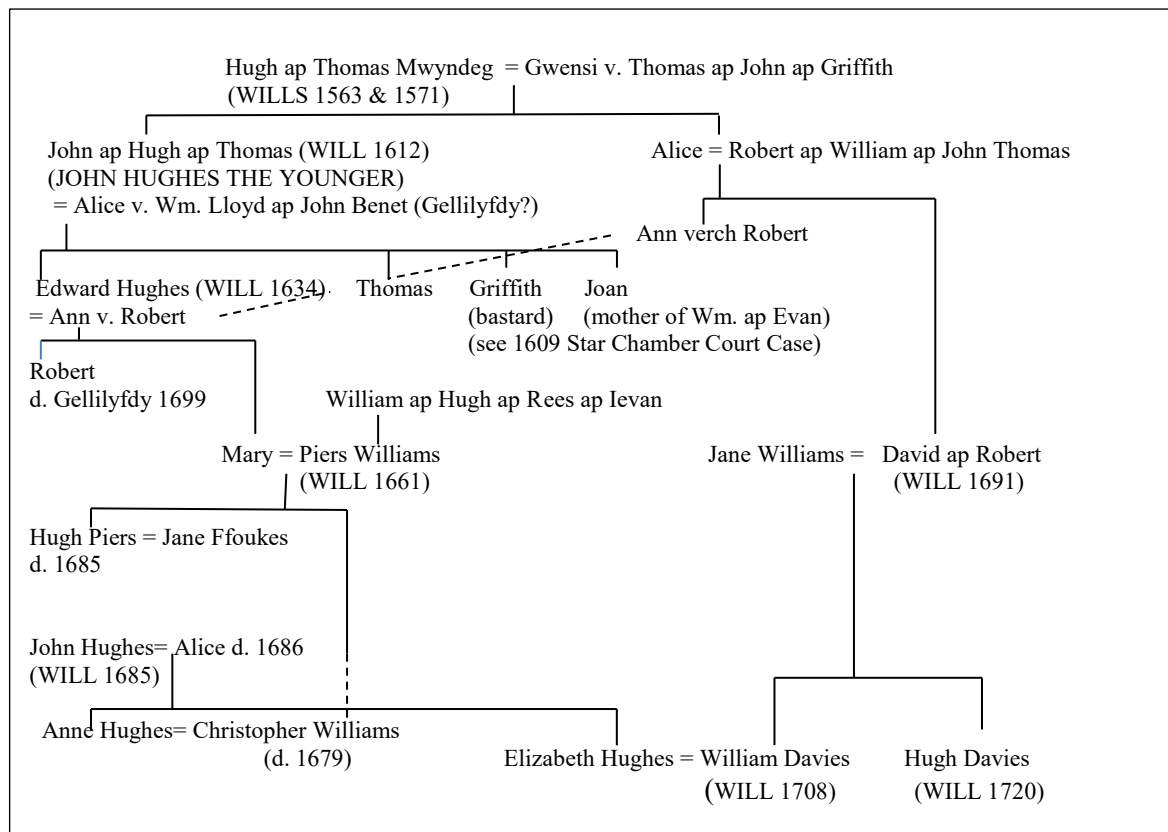 Hugh ap Thomas Mwyndeg = Gwensi v. Thomas ap John ap Griffith
(WILLS 1563 & 1571)
John ap Hugh ap Thomas (WILL 1612)
(JOHN HUGHES THE YOUNGER)
= Alice v. Wm. Lloyd ap John Benet (Gellilyfdy?)
Alice = Robert ap William ap John Thomas
Ann verch Robert
Edward Hughes (WILL 1634)
= Ann v. Robert
Thomas
Griffith
(bastard)
(see 1609 Star Chamber Court Case)
Joan
(mother of Wm. ap Evan)
Robert
d. Gellilyfdy 1699
William ap Hugh ap Rees ap Ievan
Mary = Piers Williams
(WILL 1661)
Jane Williams = David ap Robert
(WILL 1691)
Hugh Piers = Jane Ffoukes
d. 1685
John Hughes= Alice d. 1686
(WILL 1685)
Anne Hughes= Christopher Williams
(d. 1679)
Elizabeth Hughes = William Davies
(WILL 1708)
Hugh Davies
(WILL 1720)